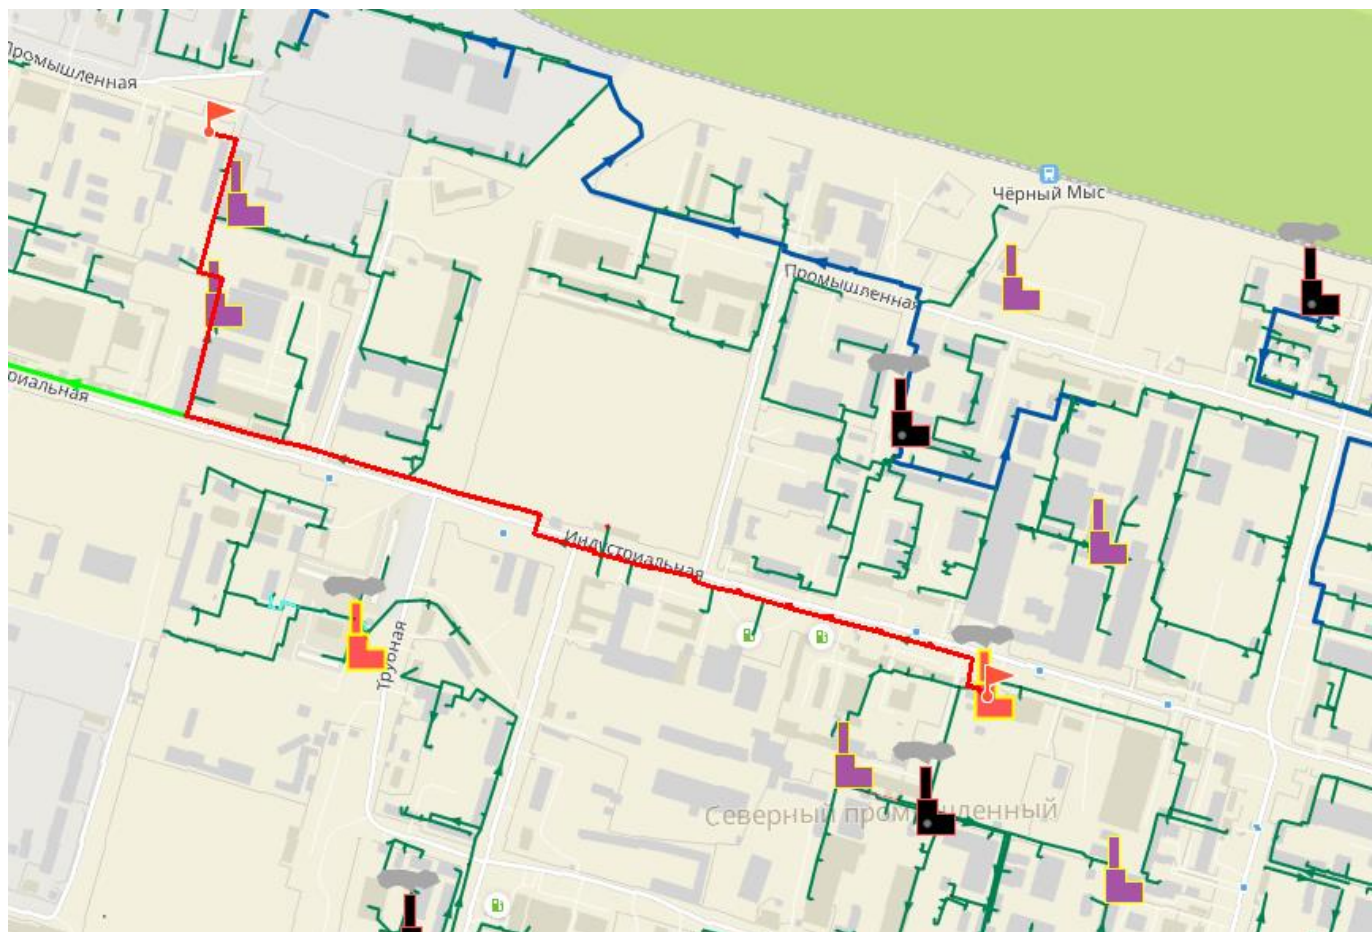 Промышленная
Чёрный Мыс
Промышленная
риальная
Индустриальная
Трубная
Северный промышленный